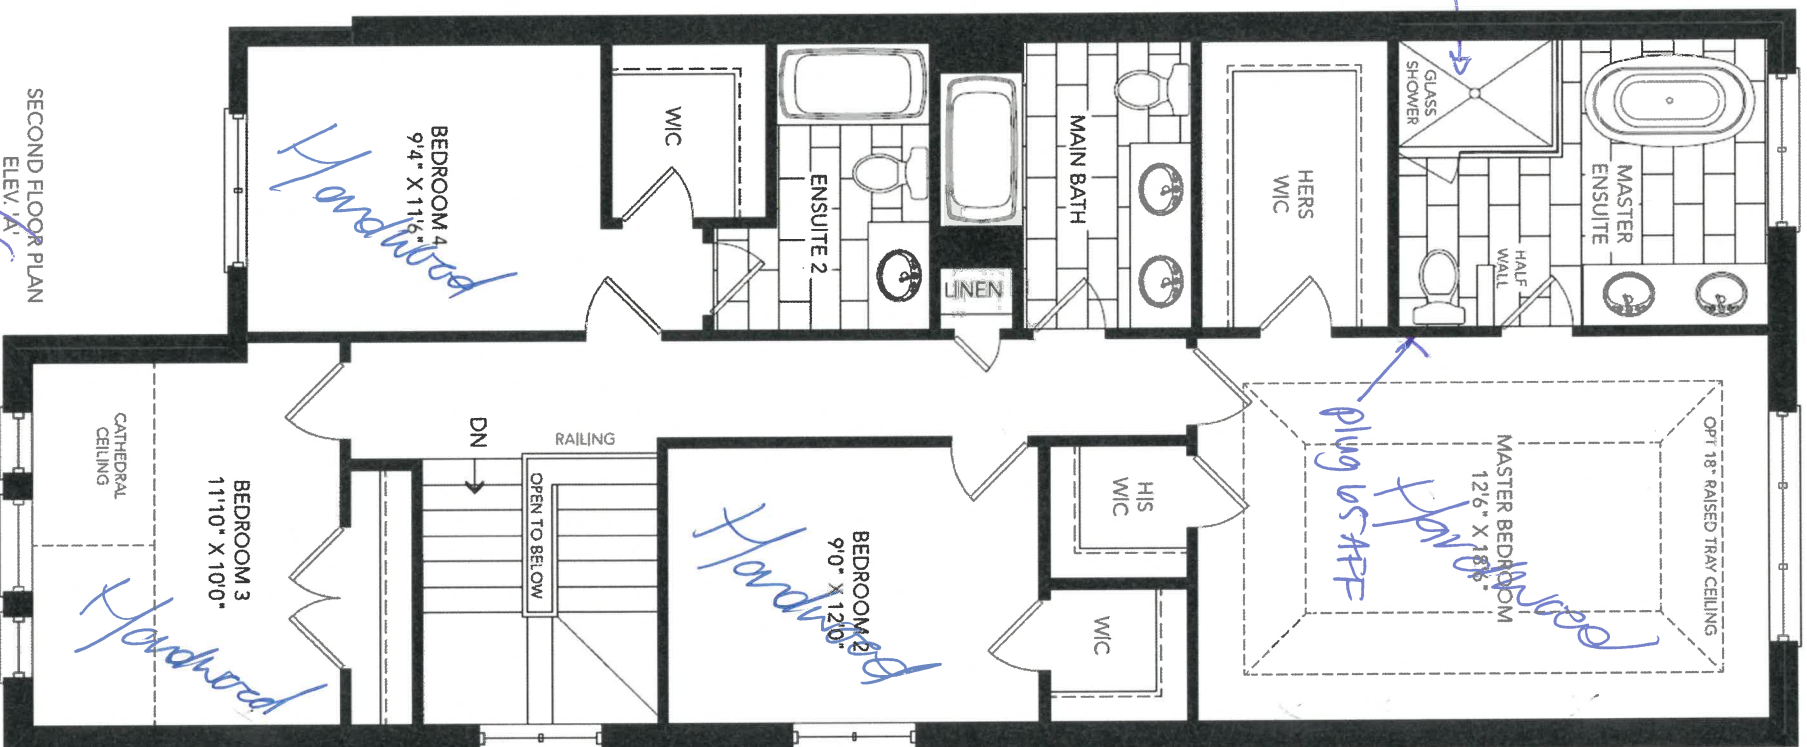 SECOND FLOOR PLAN
ELEV. 'A'
BEDROOM 4
9'4" X 11'6"
Hardwood
WIC
ENSUITE 2
LINEN
MAIN BATH
HERS
WIC
GLASS
SHOWER
MASTER
ENSUITE
HALF
WALL
plug 65 AFF
OPT 18" RAISED TRAY CEILING
MASTER BEDROOM
12'6" X 18'6"
Hardwood
HIS
WIC
WIC
BEDROOM 2
9'0" X 12'0"
Hardwood
RAILING
DN
OPEN TO BELOW
BEDROOM 3
11'10" X 10'0"
Hardwood
CATHEDRAL
CEILING